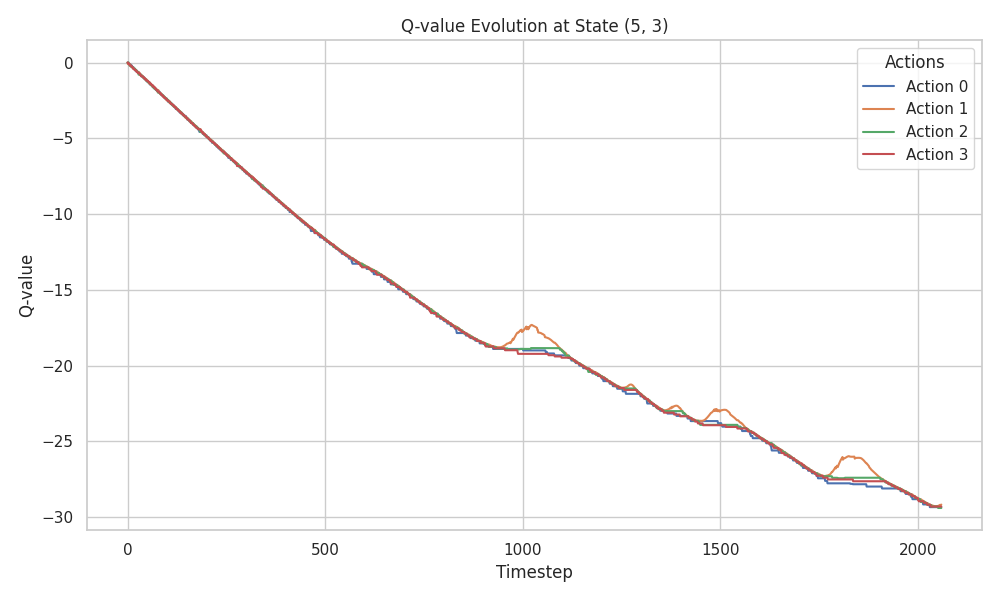 Q-value Evolution at State (5, 3)
Q-value
0
−5
−10
−15
−20
−25
−30
0
500
1000
1500
2000
Timestep
Actions
Action 0
Action 1
Action 2
Action 3